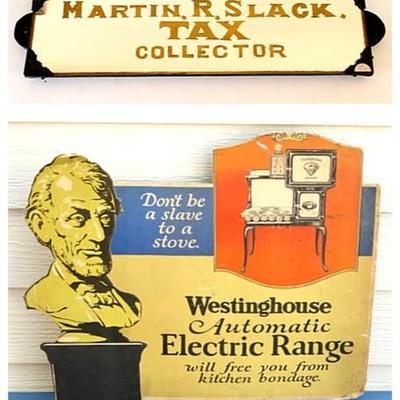 MARTIN. R. SLACK.
TAX
COLLECTOR
Don't be
a slave
to a
stove.
Westinghouse
Automatic
Electric Range
will free you from
kitchen bondage.